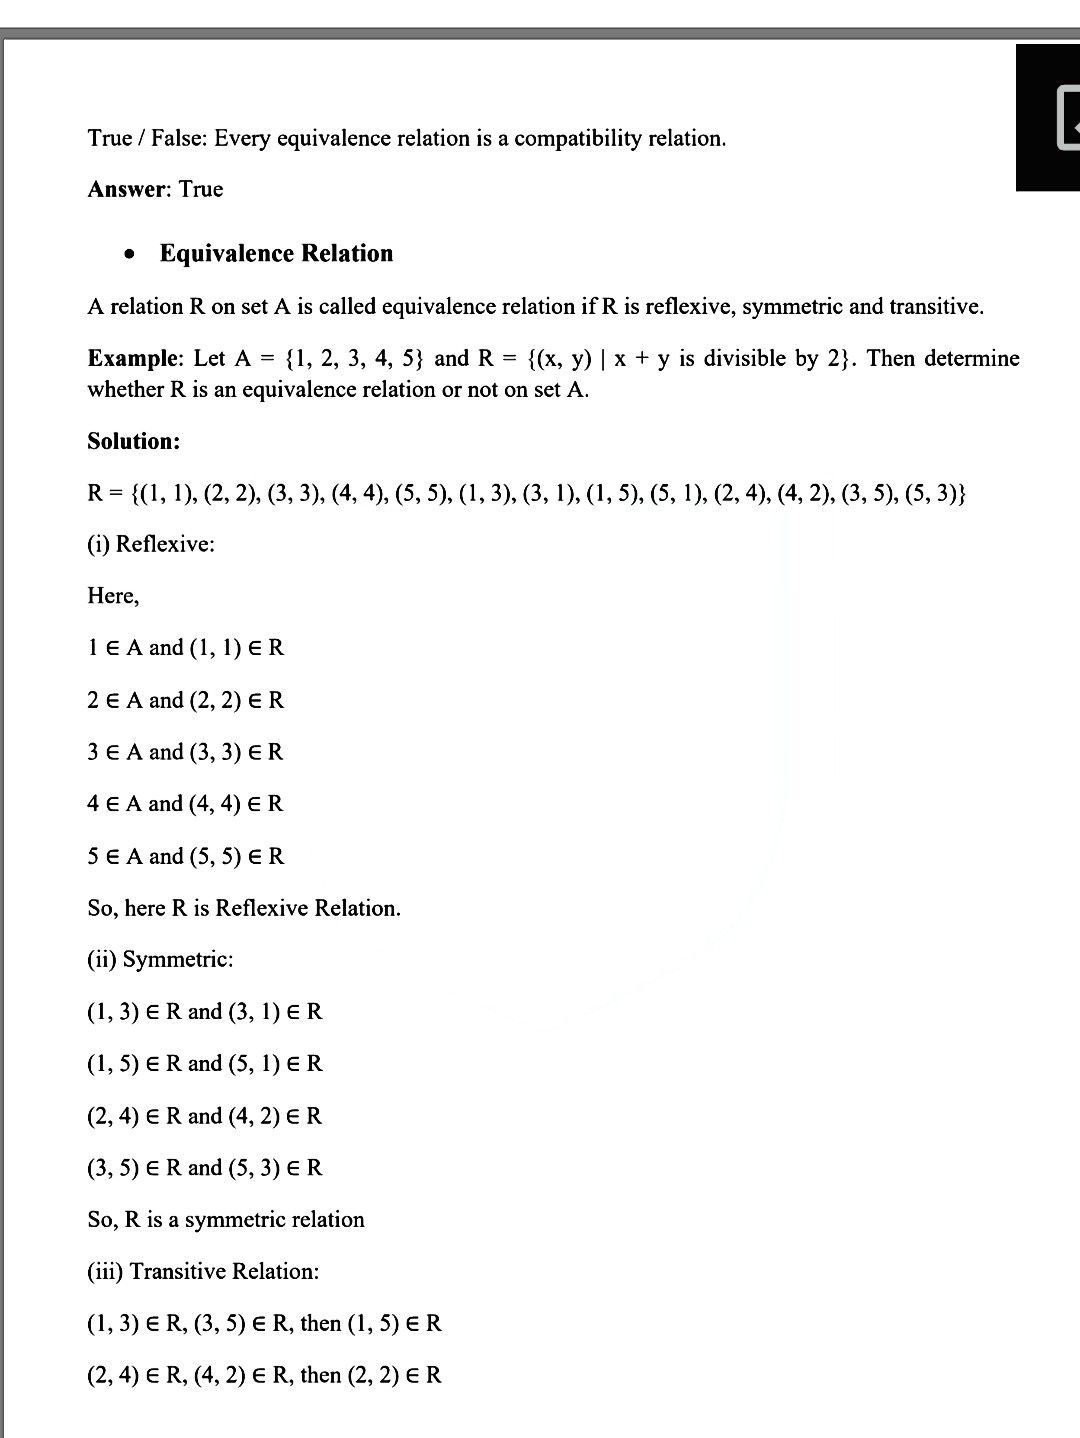 True / False: Every equivalence relation is a compatibility relation.
Answer: True
• Equivalence Relation
A relation R on set A is called equivalence relation if R is reflexive, symmetric and transitive.
Example: Let A = {1, 2, 3, 4, 5} and R = {(x, y) | x + y is divisible by 2}. Then determine
whether R is an equivalence relation or not on set A.
Solution:
R = {(1, 1), (2, 2), (3, 3), (4, 4), (5, 5), (1, 3), (3, 1), (1, 5), (5, 1), (2, 4), (4, 2), (3, 5), (5, 3)}
(i) Reflexive:
Here,
1 ∈ A and (1, 1) ∈ R
2 ∈ A and (2, 2) ∈ R
3 ∈ A and (3, 3) ∈ R
4 ∈ A and (4, 4) ∈ R
5 ∈ A and (5, 5) ∈ R
So, here R is Reflexive Relation.
(ii) Symmetric:
(1, 3) ∈ R and (3, 1) ∈ R
(1, 5) ∈ R and (5, 1) ∈ R
(2, 4) ∈ R and (4, 2) ∈ R
(3, 5) ∈ R and (5, 3) ∈ R
So, R is a symmetric relation
(iii) Transitive Relation:
(1, 3) ∈ R, (3, 5) ∈ R, then (1, 5) ∈ R
(2, 4) ∈ R, (4, 2) ∈ R, then (2, 2) ∈ R